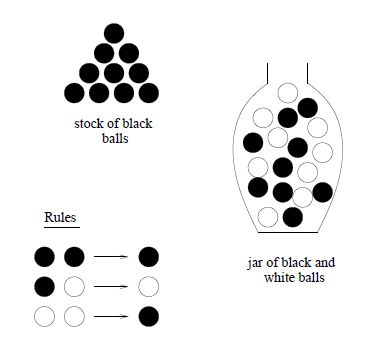 stock of black
balls
Rules
jar of black and
white balls